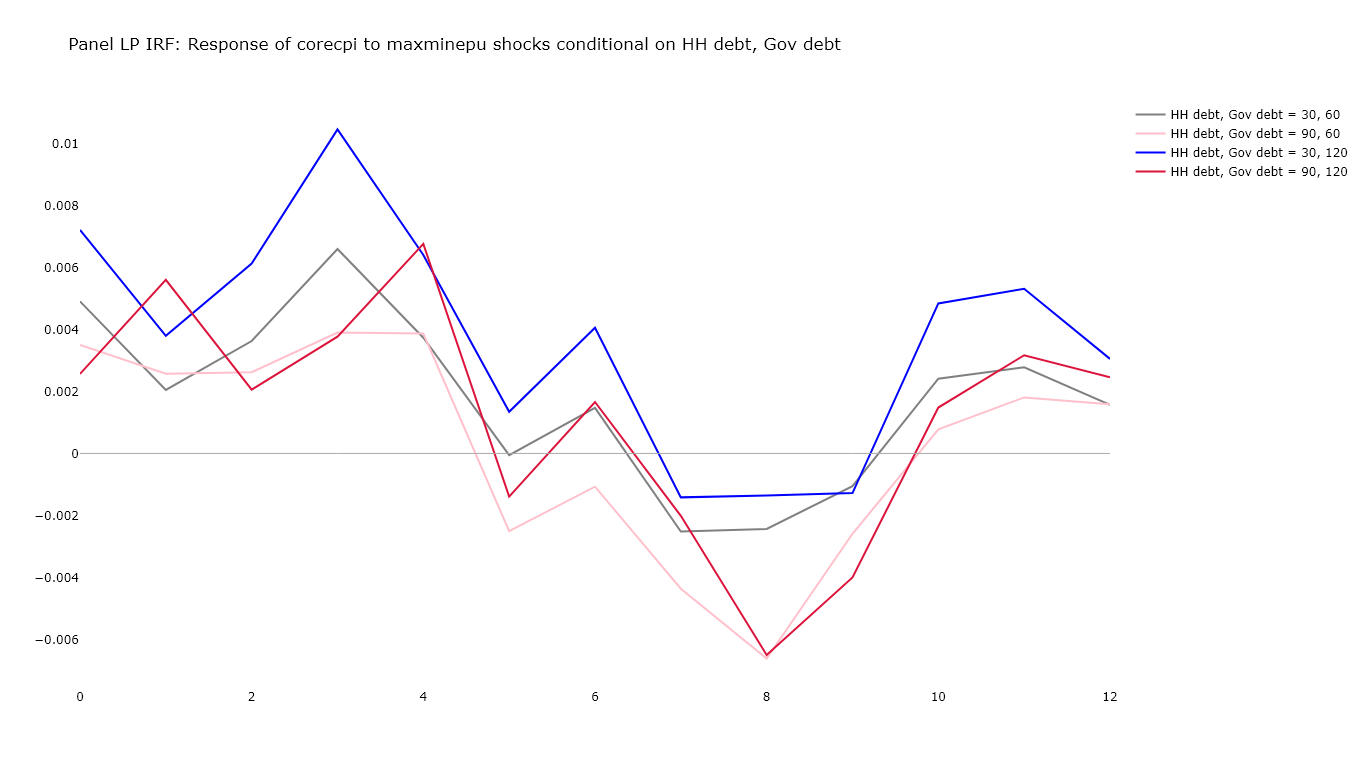 Panel LP IRF: Response of corecpi to maxminepu shocks conditional on HH debt, Gov debt
HH debt, Gov debt = 30, 60
HH debt, Gov debt = 90, 60
HH debt, Gov debt = 30, 120
HH debt, Gov debt = 90, 120
0.01
0.008
0.006
0.004
0.002
0
−0.002
−0.004
−0.006
0 2 4 6 8 10 12